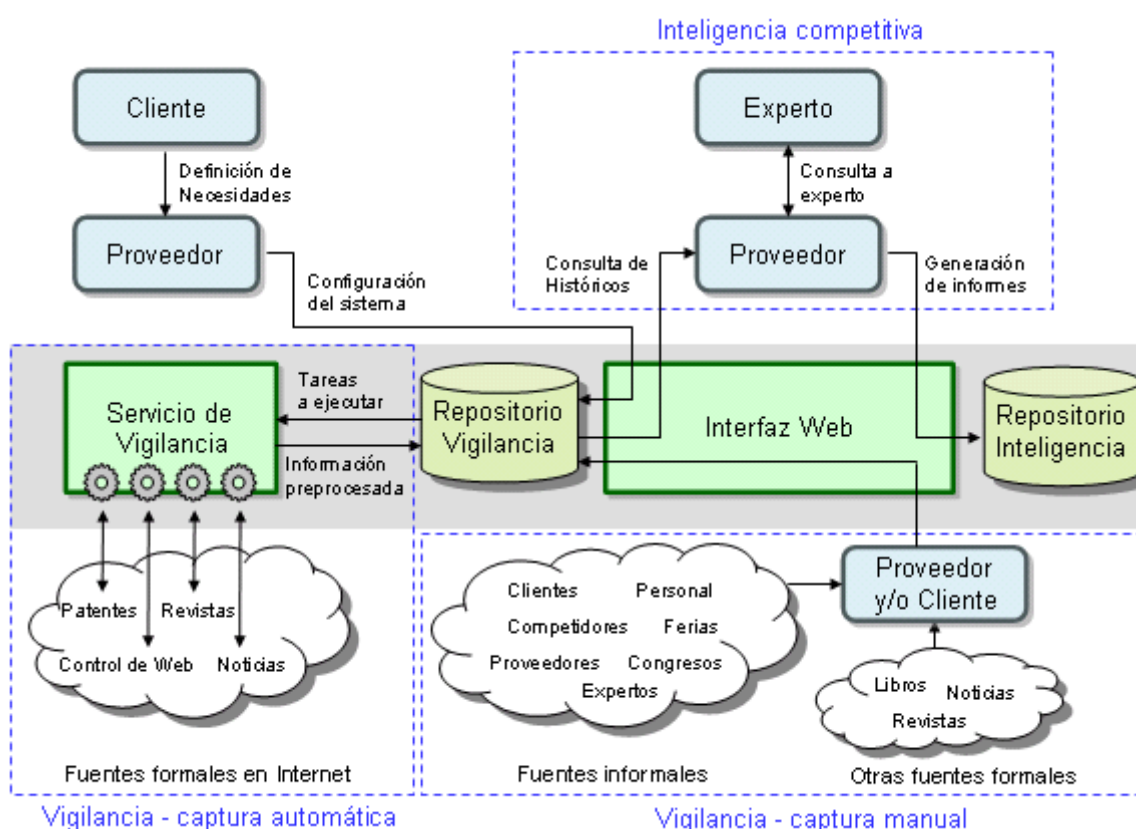 Inteligencia competitiva
Cliente
Experto
Definición de
Necesidades
Consulta a
experto
Proveedor
Proveedor
Configuración
del sistema
Consulta de
Históricos
Generación
de informes
Servicio de
Vigilancia
Tareas
a ejecutar
Información
preprocesada
Repositorio
Vigilancia
Interfaz Web
Repositorio
Inteligencia
Patentes
Revistas
Control de Web
Noticias
Fuentes formales en Internet
Vigilancia - captura automática
Clientes
Personal
Competidores
Ferias
Proveedores
Congresos
Expertos
Fuentes informales
Proveedor
y/o Cliente
Libros
Noticias
Revistas
Otras fuentes formales
Vigilancia - captura manual